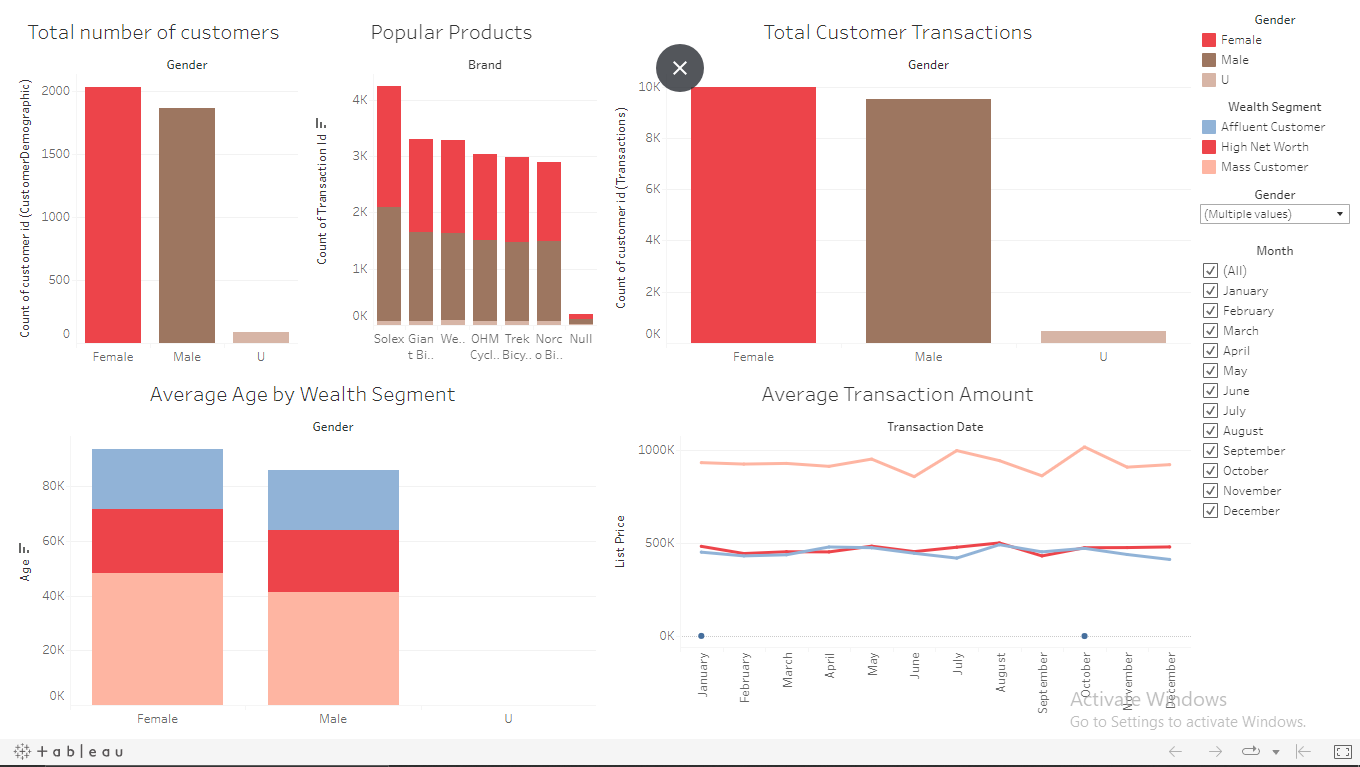 Total number of customers
Gender
Count of customer id (CustomerDemographic)
2000
1500
1000
500
0
Female
Male
U
Popular Products
Brand
Count of Transaction Id
4K
3K
2K
1K
0K
Solex
Gian
t Bi..
We..
OHM
Cycl..
Trek
Bicy..
Norc
o Bi..
Null
Total Customer Transactions
Gender
Count of customer id (Transactions)
10K
8K
6K
4K
2K
0K
Female
Male
U
Average Age by Wealth Segment
Gender
Age
80K
60K
40K
20K
0K
Female
Male
U
Average Transaction Amount
Transaction Date
List Price
1000K
500K
0K
January
February
March
April
May
June
July
August
September
October
November
December
Gender
Female
Male
U
Wealth Segment
Affluent Customer
High Net Worth
Mass Customer
Gender
(Multiple values)
Month
(All)
January
February
March
April
May
June
July
August
September
October
November
December
Activate Windows
Go to Settings to activate Windows.
+ableau